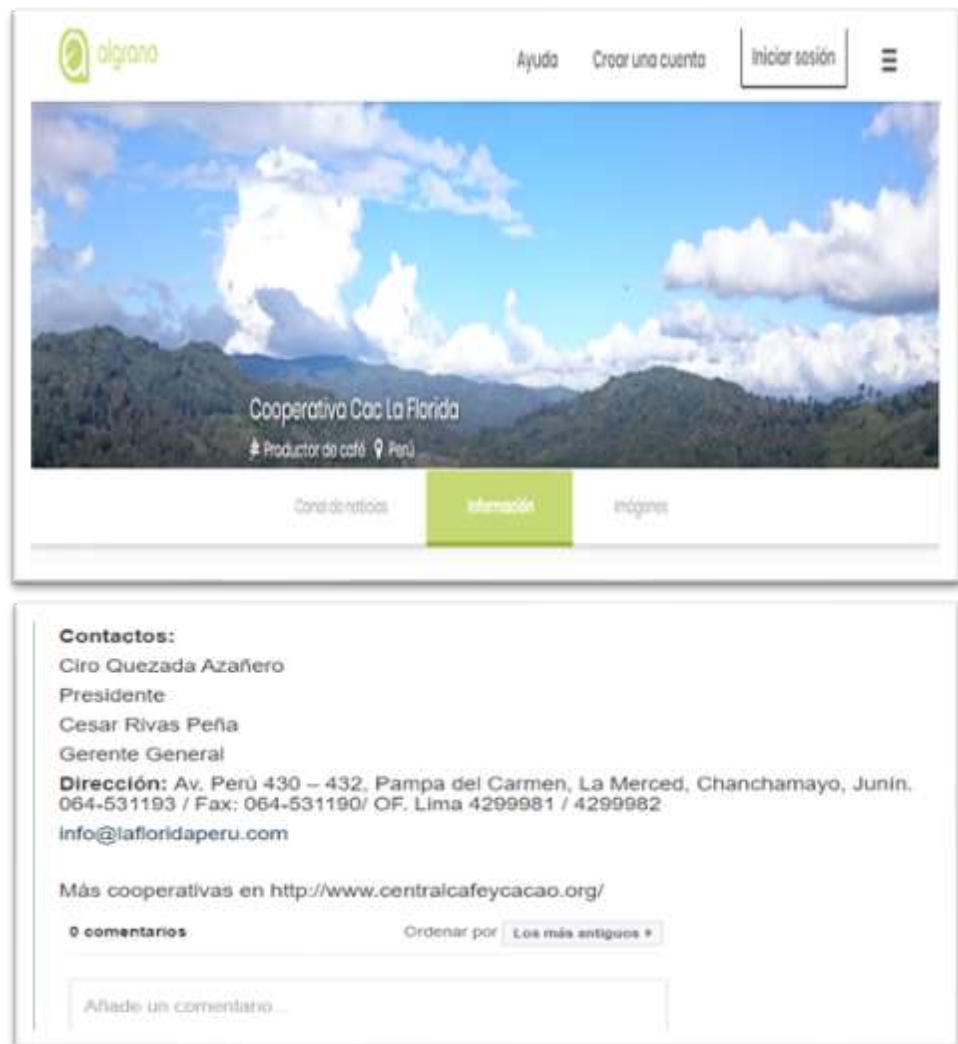 algrano
Ayuda Crear una cuenta Iniciar sesión
Cooperativa Cac La Florida
Productor de café Perú
Canal de noticias Información Imágenes
Contactos:
Ciro Quezada Azañero
Presidente
Cesar Rivas Peña
Gerente General
Dirección: Av. Perú 430 – 432, Pampa del Carmen, La Merced, Chanchamayo, Junín.
064-531193 / Fax: 064-531190/ OF. Lima 4299981 / 4299982
info@lafloridaperu.com
Más cooperativas en http://www.centralcafeycacao.org/
0 comentarios Ordenar por Los más antiguos
Añade un comentario...